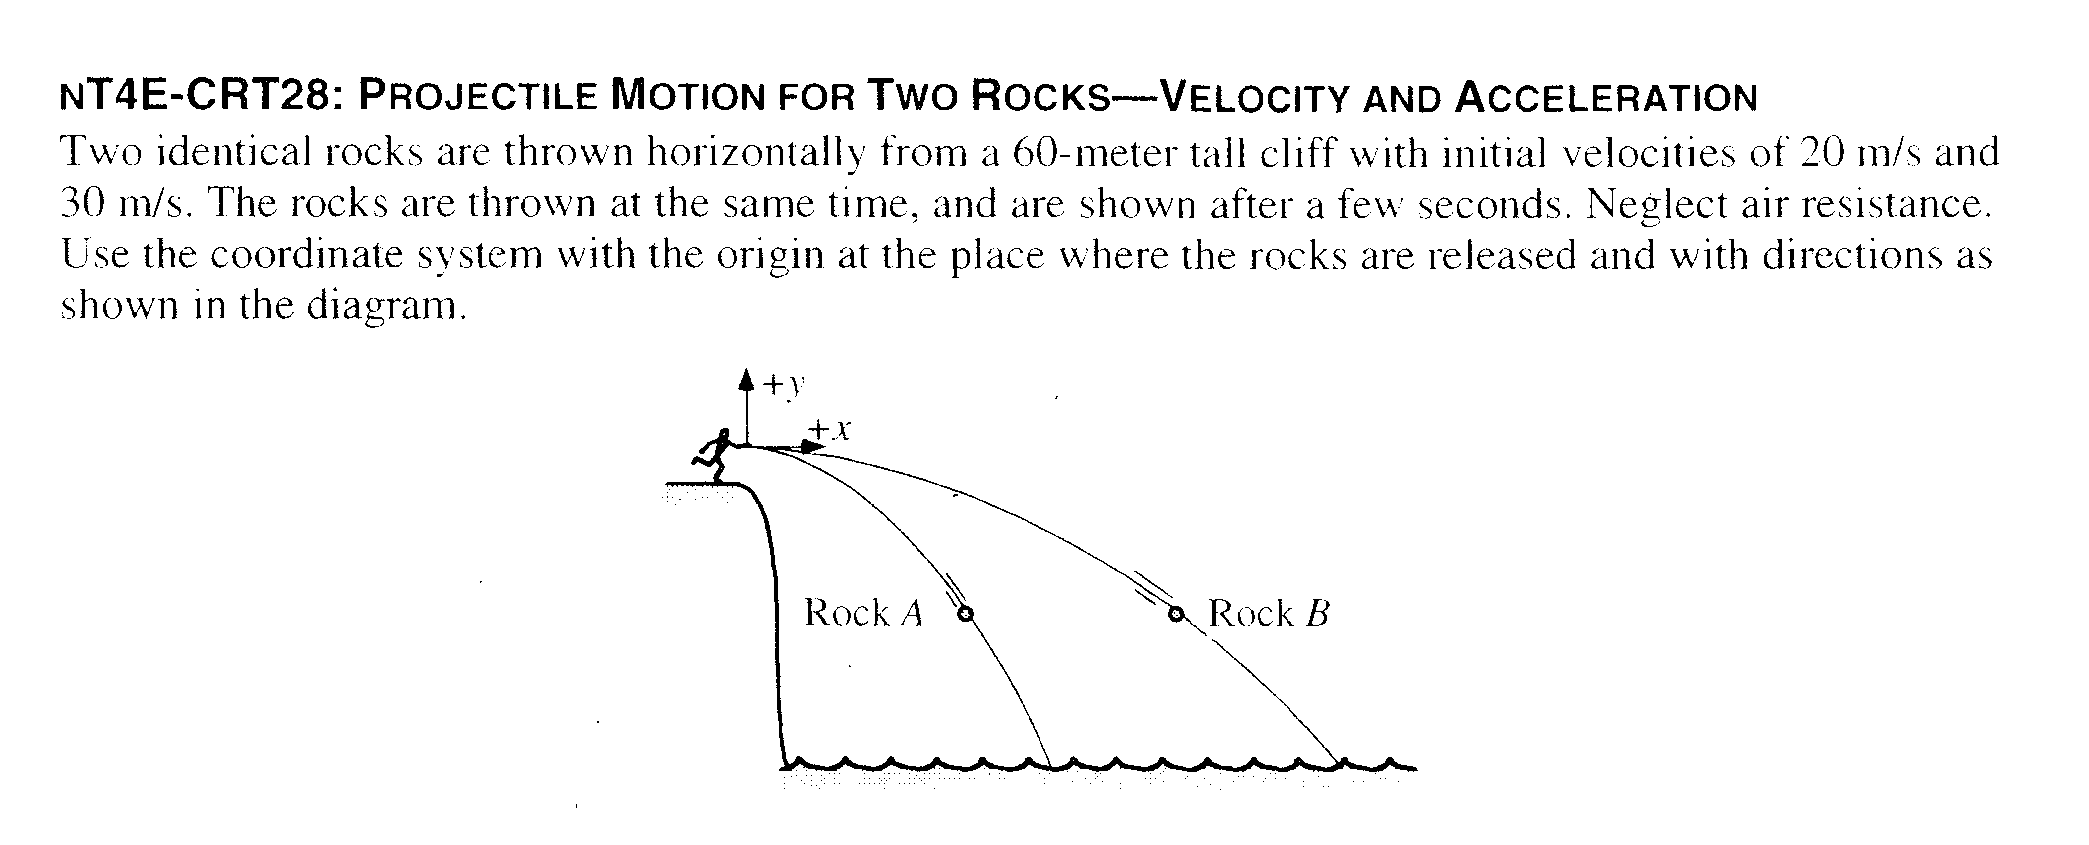 NT4E-CRT28: PROJECTILE MOTION FOR TWO ROCKS—VELOCITY AND ACCELERATION
Two identical rocks are thrown horizontally from a 60-meter tall cliff with initial velocities of 20 m/s and
30 m/s. The rocks are thrown at the same time, and are shown after a few seconds. Neglect air resistance.
Use the coordinate system with the origin at the place where the rocks are released and with directions as
shown in the diagram.
+y
+x
Rock A
Rock B